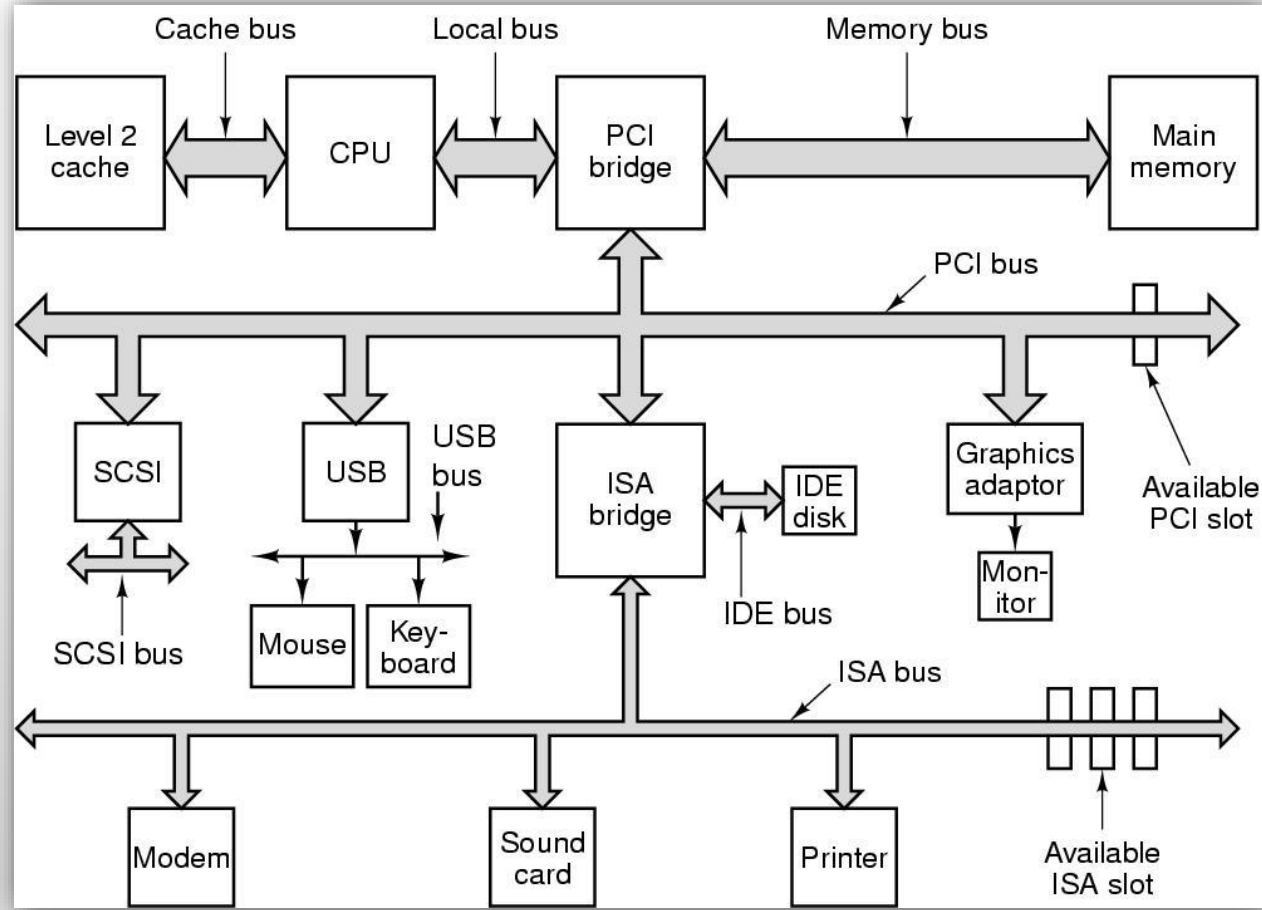 Cache bus
Local bus
Memory bus
Level 2
cache
CPU
PCI
bridge
Main
memory
PCI bus
SCSI
USB
USB
bus
ISA
bridge
IDE
disk
Graphics
adaptor
Available
PCI slot
Mon-
itor
IDE bus
Mouse
Key-
board
SCSI bus
ISA bus
Modem
Sound
card
Printer
Available
ISA slot